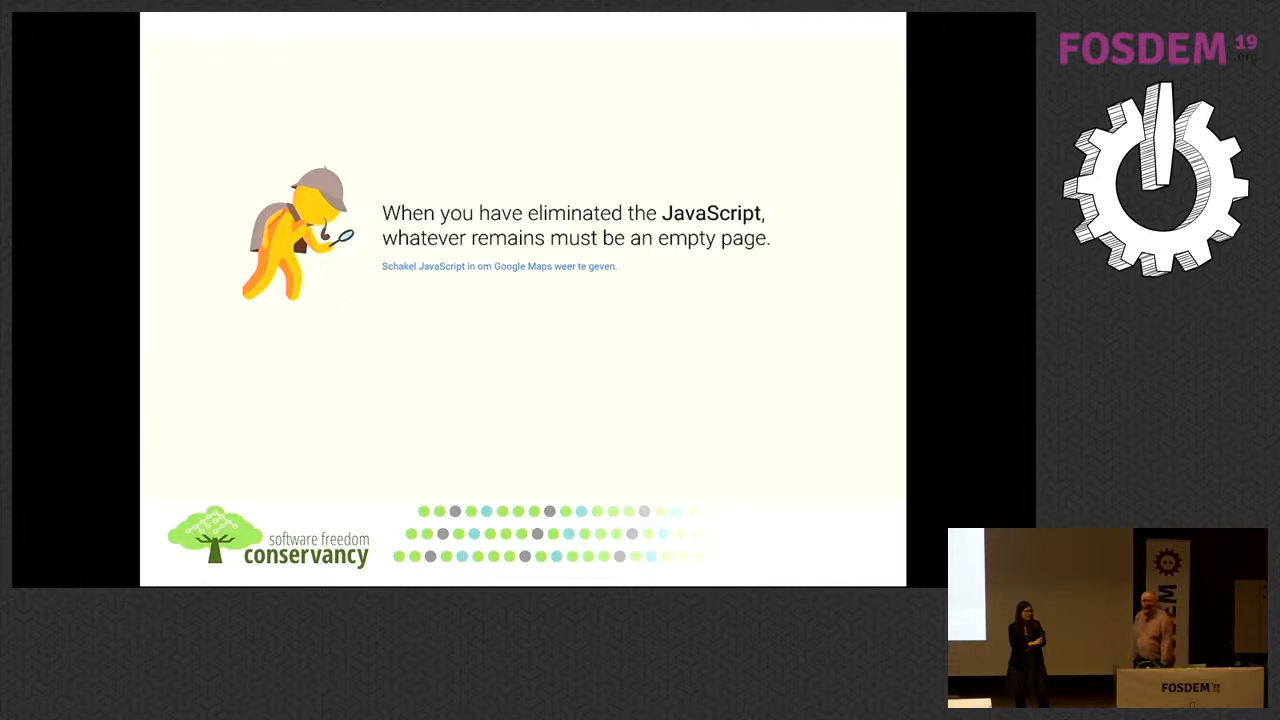 FOSDEM 19
.org
When you have eliminated the JavaScript,
whatever remains must be an empty page.
Schakel JavaScript in om Google Maps weer te geven.
software freedom
conservancy
FOSDEM